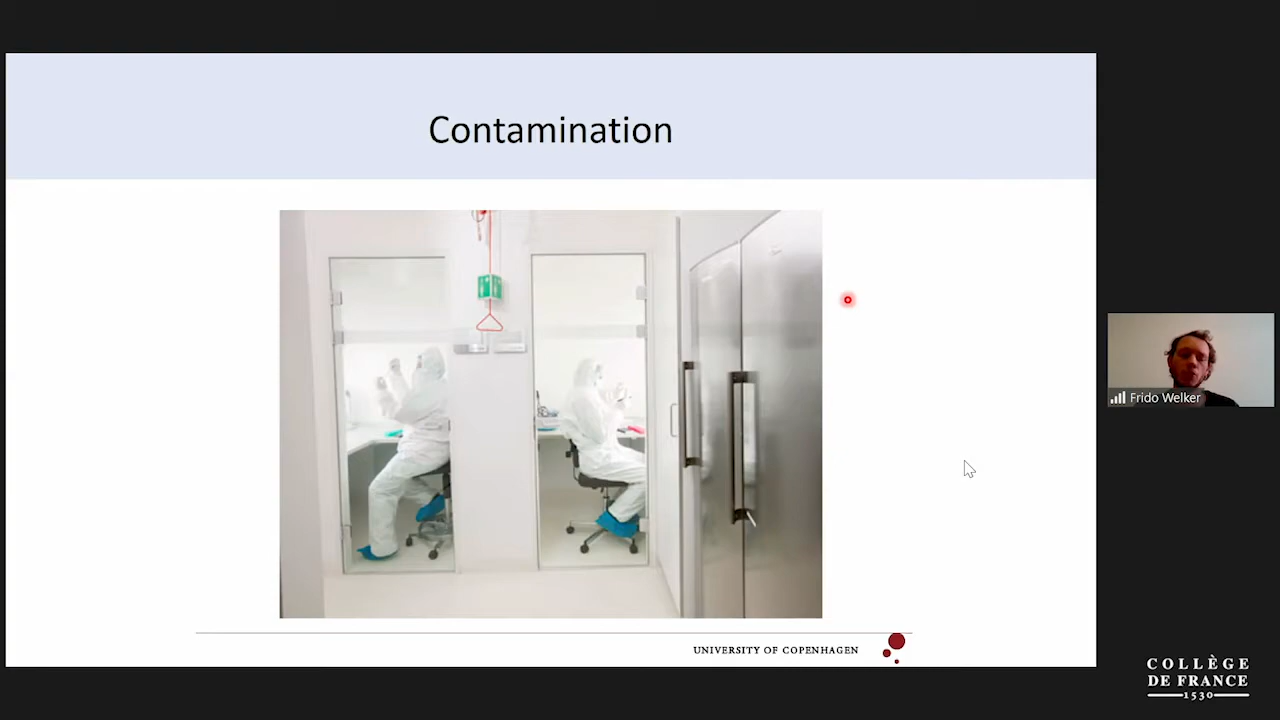 Contamination
UNIVERSITY OF COPENHAGEN
Frido Welker
COLLÈGE
DE FRANCE
1530